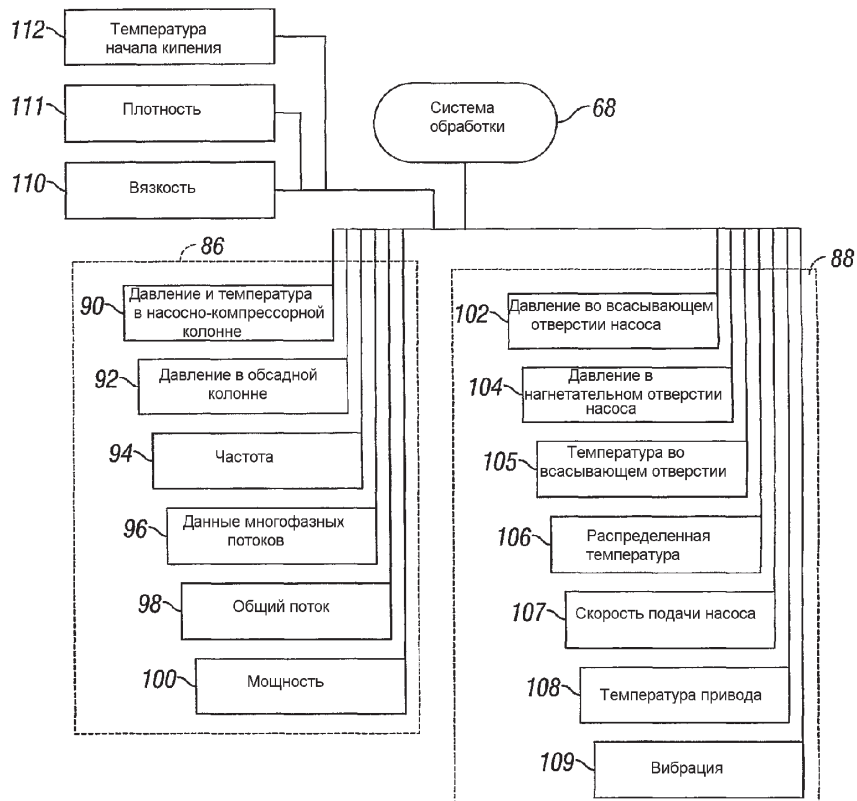 112
Температура
начала кипения
111
Плотность
110
Вязкость
Система
обработки
68
86
90
Давление и температура
в насосно-компрессорной
колонне
92
Давление в обсадной
колонне
94
Частота
96
Данные многофазных
потоков
98
Общий поток
100
Мощность
88
102
Давление во всасывающем
отверстии насоса
104
Давление в
нагнетательном отверстии
насоса
105
Температура во
всасывающем отверстии
106
Распределенная
температура
107
Скорость подачи насоса
108
Температура привода
109
Вибрация